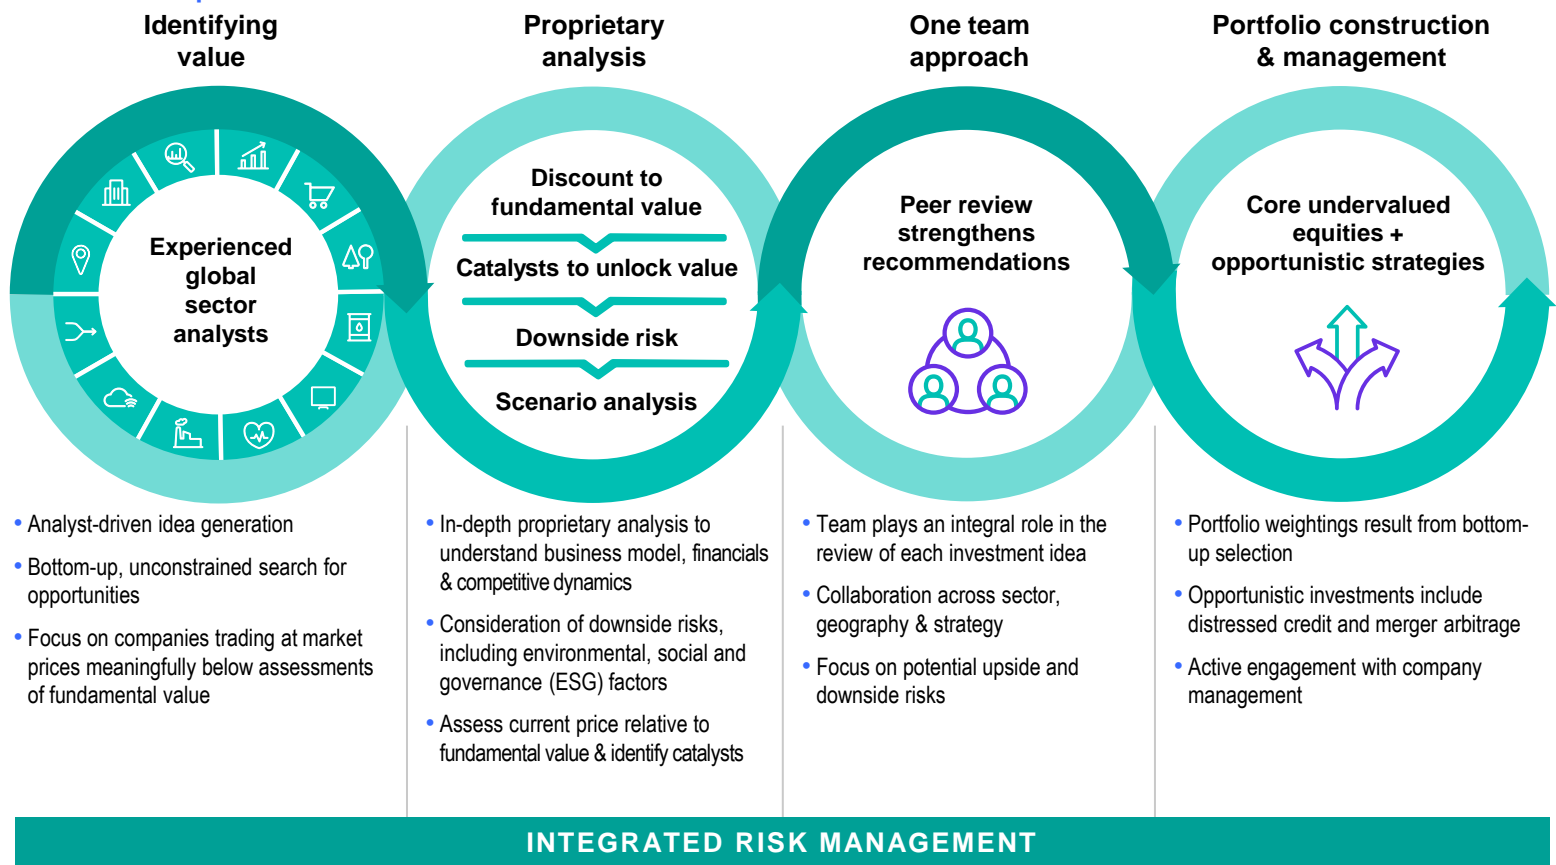 Identifying
value
Proprietary
analysis
One team
approach
Portfolio construction
& management
Experienced
global
sector
analysts
Discount to
fundamental value
Catalysts to unlock value
Downside risk
Scenario analysis
Peer review
strengthens
recommendations
Core undervalued
equities +
opportunistic strategies
• Analyst-driven idea generation
• Bottom-up, unconstrained search for
opportunities
• Focus on companies trading at market
prices meaningfully below assessments
of fundamental value
• In-depth proprietary analysis to
understand business model, financials
& competitive dynamics
• Consideration of downside risks,
including environmental, social and
governance (ESG) factors
• Assess current price relative to
fundamental value & identify catalysts
• Team plays an integral role in the
review of each investment idea
• Collaboration across sector,
geography & strategy
• Focus on potential upside and
downside risks
• Portfolio weightings result from bottom-
up selection
• Opportunistic investments include
distressed credit and merger arbitrage
• Active engagement with company
management
INTEGRATED RISK MANAGEMENT